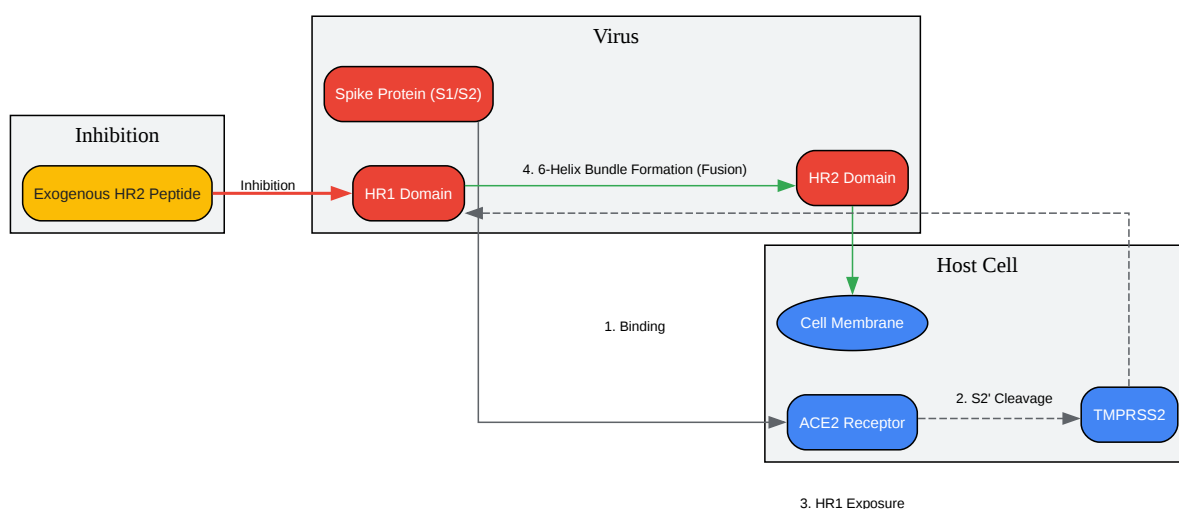 Virus
Spike Protein (S1/S2)
Inhibition
Exogenous HR2 Peptide
Inhibition
HR1 Domain
4. 6-Helix Bundle Formation (Fusion)
HR2 Domain
Host Cell
Cell Membrane
1. Binding
ACE2 Receptor
2. S2' Cleavage
TMPRSS2
3. HR1 Exposure